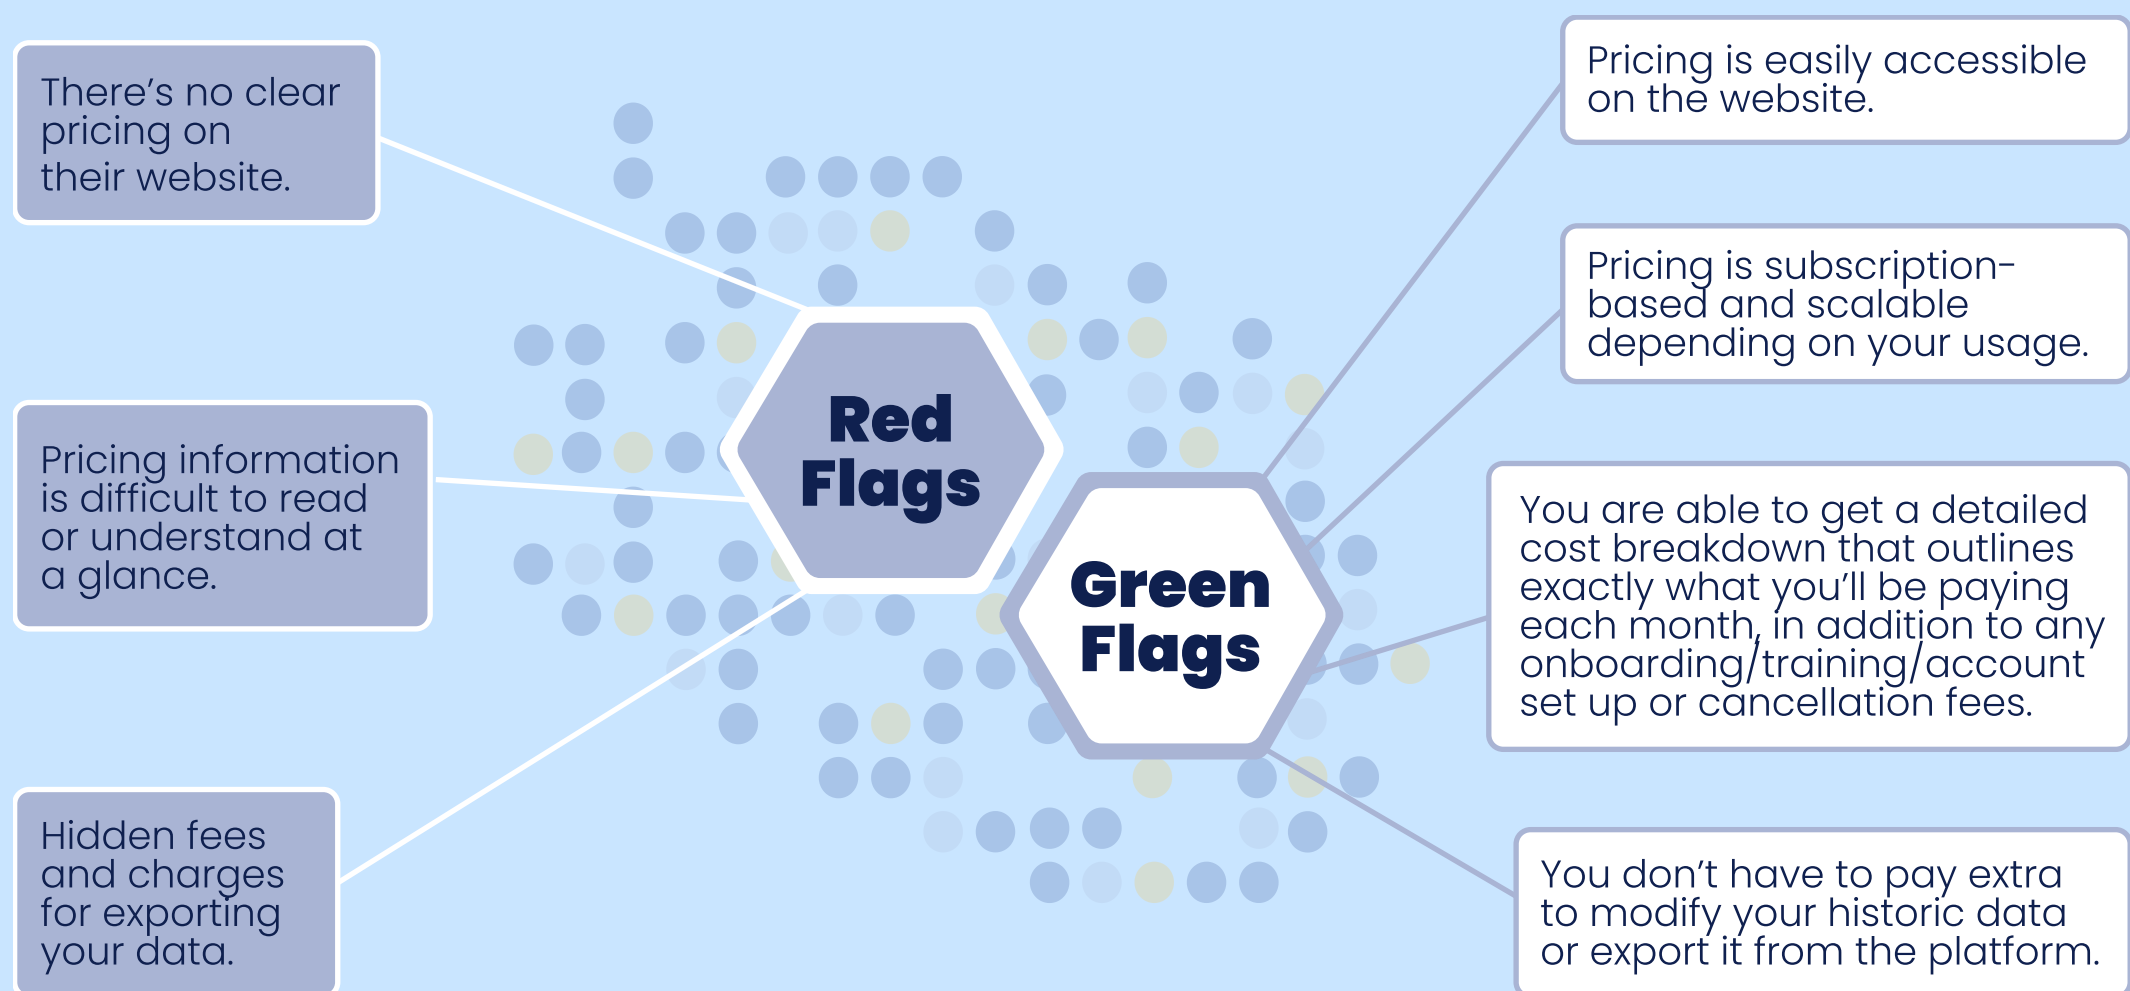 There’s no clear
pricing on
their website.
Pricing information
is difficult to read
or understand at
a glance.
Hidden fees
and charges
for exporting
your data.
Red
Flags
Green
Flags
Pricing is easily accessible
on the website.
Pricing is subscription-
based and scalable
depending on your usage.
You are able to get a detailed
cost breakdown that outlines
exactly what you’ll be paying
each month, in addition to any
onboarding/training/account
set up or cancellation fees.
You don’t have to pay extra
to modify your historic data
or export it from the platform.